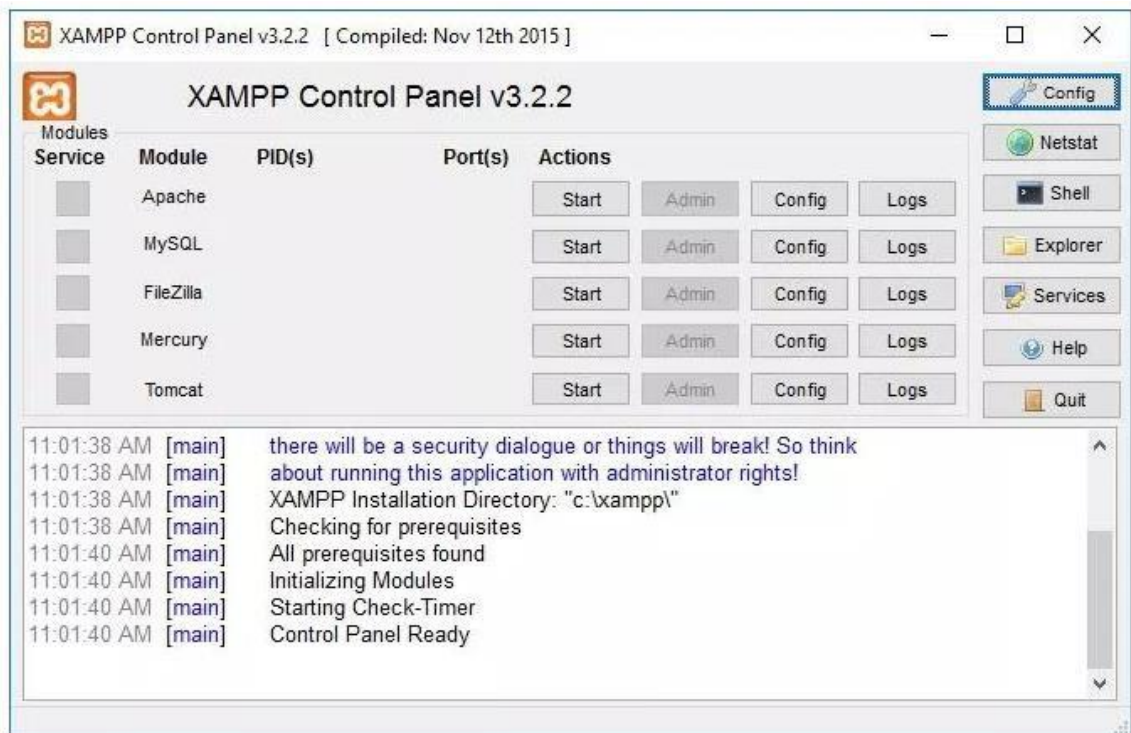 XAMPP Control Panel v3.2.2 [ Compiled: Nov 12th 2015 ]
XAMPP Control Panel v3.2.2
Config
Modules
Service Module PID(s) Port(s) Actions
Netstat
Apache Start Admin Config Logs
Shell
MySQL Start Admin Config Logs
Explorer
FileZilla Start Admin Config Logs
Services
Mercury Start Admin Config Logs
Help
Tomcat Start Admin Config Logs
Quit
11:01:38 AM [main] there will be a security dialogue or things will break! So think
11:01:38 AM [main] about running this application with administrator rights!
11:01:38 AM [main] XAMPP Installation Directory: "c:\xampp\"
11:01:38 AM [main] Checking for prerequisites
11:01:40 AM [main] All prerequisites found
11:01:40 AM [main] Initializing Modules
11:01:40 AM [main] Starting Check-Timer
11:01:40 AM [main] Control Panel Ready